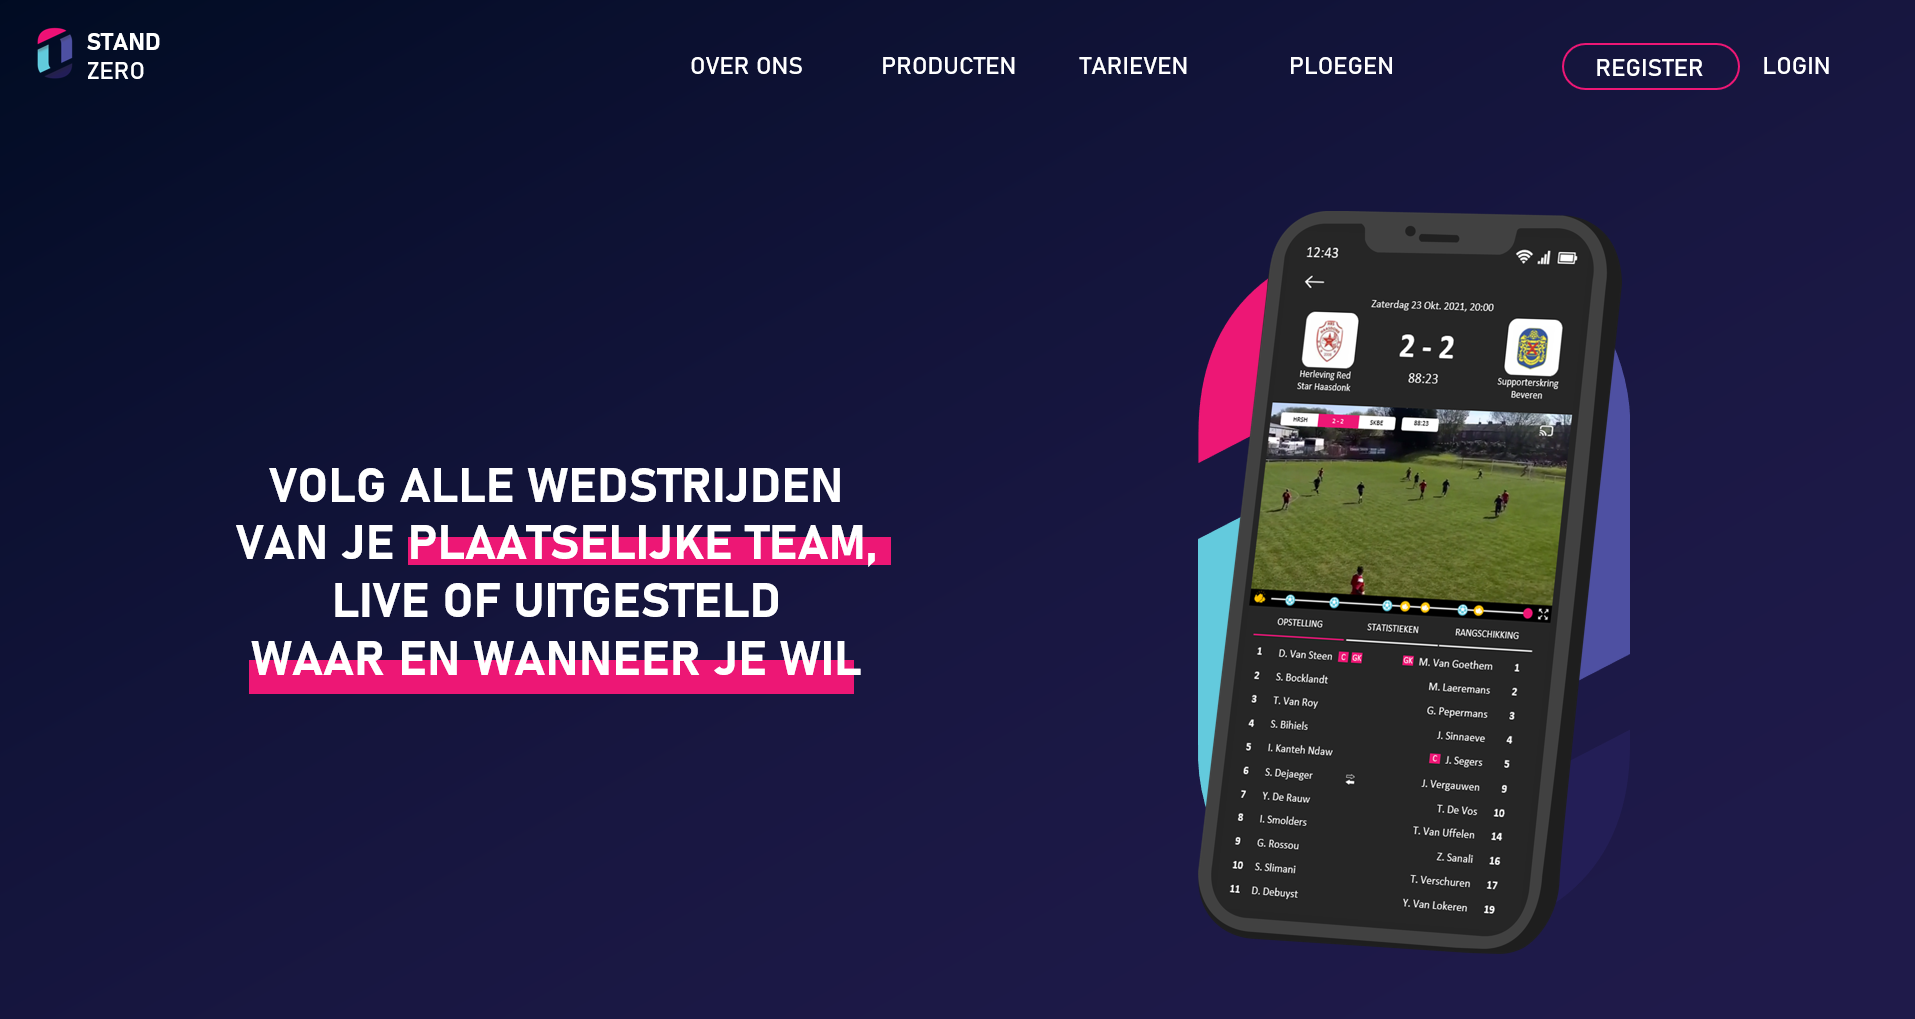 STAND
ZERO
OVER ONS
PRODUCTEN
TARIEVEN
PLOEGEN
REGISTER
LOGIN
VOLG ALLE WEDSTRIJDEN
VAN JE PLAATSELIJKE TEAM,
LIVE OF UITGESTELD
WAAR EN WANNEER JE WIL
12:43
Zaterdag 23 Okt. 2021, 20:00
2 - 2
88:23
Herleving Red
Star Haasdonk
Supporterskring
Beveren
HRSH 2 - 2 SKBE 88:23
OPSTELLING STATISTIEKEN RANGSCHIKKING
1 D. Van Steen C GK
2 S. Bocklandt
3 T. Van Roy
4 S. Bihiels
5 I. Kanteh Ndaw
6 S. Dejaeger
7 Y. De Rauw
8 I. Smolders
9 G. Rossou
10 S. Slimani
11 D. Debuyst
GK M. Van Goethem 1
M. Laeremans 2
G. Pepermans 3
J. Sinnaeve 4
C J. Segers 5
J. Vergauwen 9
T. De Vos 10
T. Van Uffelen 14
Z. Sanali 16
T. Verschuren 17
Y. Van Lokeren 19